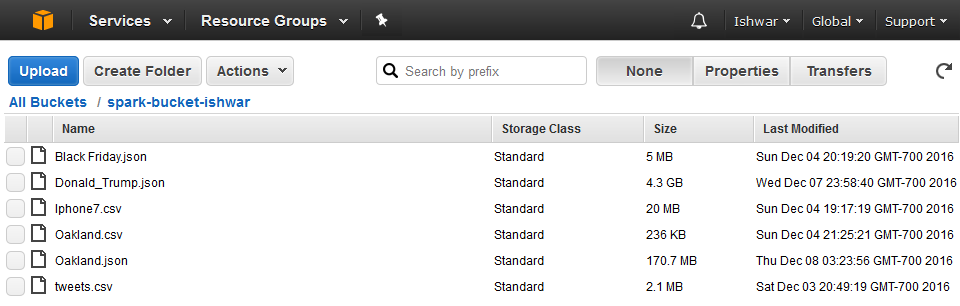 Services Resource Groups Ishwar Global Support
Upload Create Folder Actions Search by prefix None Properties Transfers
All Buckets / spark-bucket-ishwar
Name Storage Class Size Last Modified
Black Friday.json Standard 5 MB Sun Dec 04 20:19:20 GMT-700 2016
Donald_Trump.json Standard 4.3 GB Wed Dec 07 23:58:40 GMT-700 2016
Iphone7.csv Standard 20 MB Sun Dec 04 19:17:19 GMT-700 2016
Oakland.csv Standard 236 KB Sun Dec 04 21:25:21 GMT-700 2016
Oakland.json Standard 170.7 MB Thu Dec 08 03:23:56 GMT-700 2016
tweets.csv Standard 2.1 MB Sat Dec 03 20:49:19 GMT-700 2016